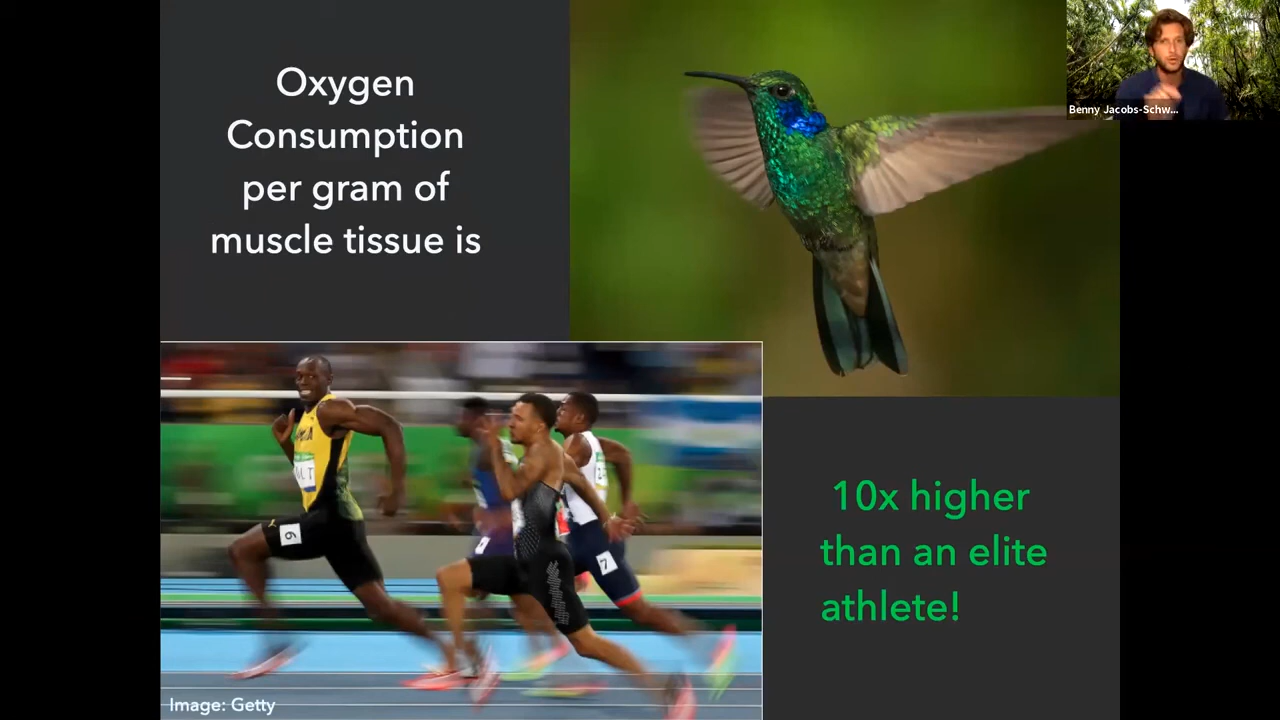 Oxygen
Consumption
per gram of
muscle tissue is
Benny Jacobs-Schw...
10x higher
than an elite
athlete!
7
Image: Getty